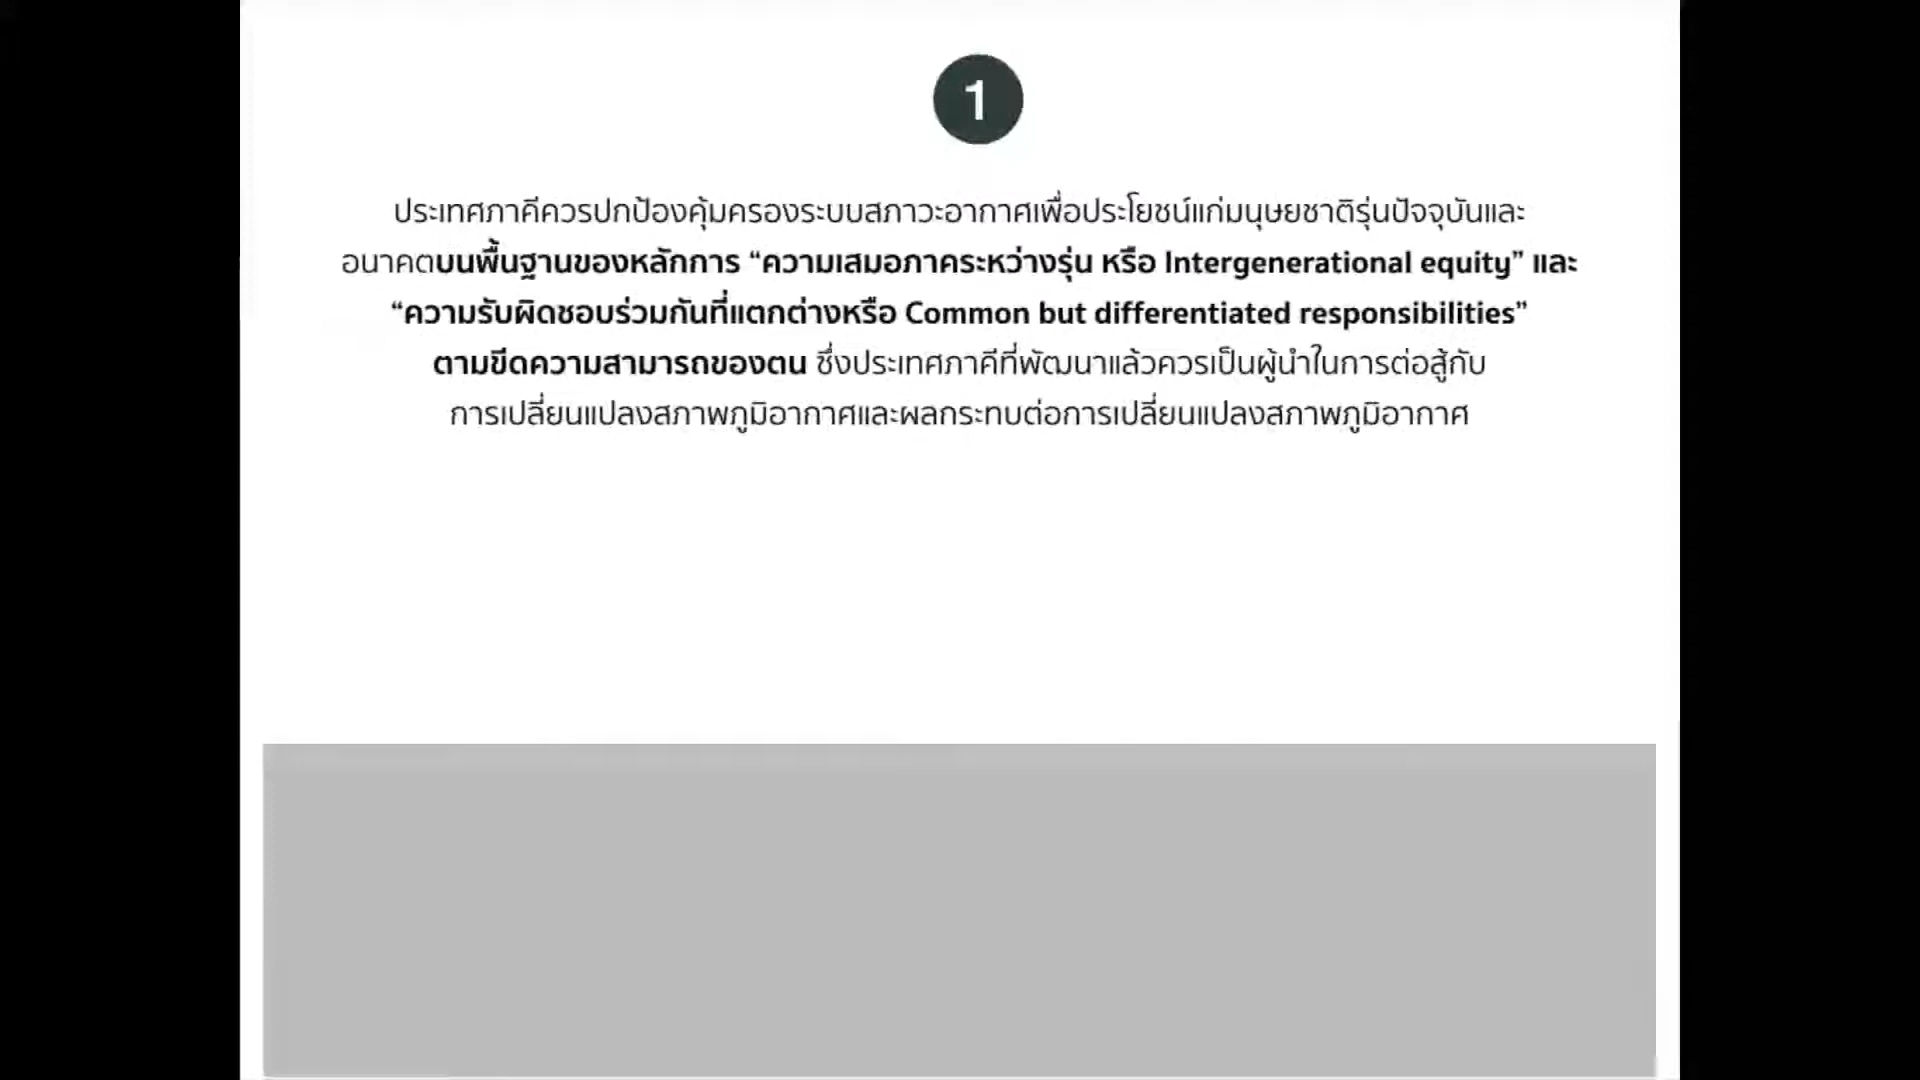 1
ประเทศภาคีควรปกป้องคุ้มครองระบบสภาวะอากาศเพื่อประโยชน์แก่มนุษยชาติรุ่นปัจจุบันและ
อนาคตบนพื้นฐานของหลักการ “ความเสมอภาคระหว่างรุ่น หรือ Intergenerational equity” และ
“ความรับผิดชอบร่วมกันที่แตกต่างหรือ Common but differentiated responsibilities”
ตามขีดความสามารถของตน ซึ่งประเทศภาคีที่พัฒนาแล้วควรเป็นผู้นำในการต่อสู้กับ
การเปลี่ยนแปลงสภาพภูมิอากาศและผลกระทบต่อการเปลี่ยนแปลงสภาพภูมิอากาศ